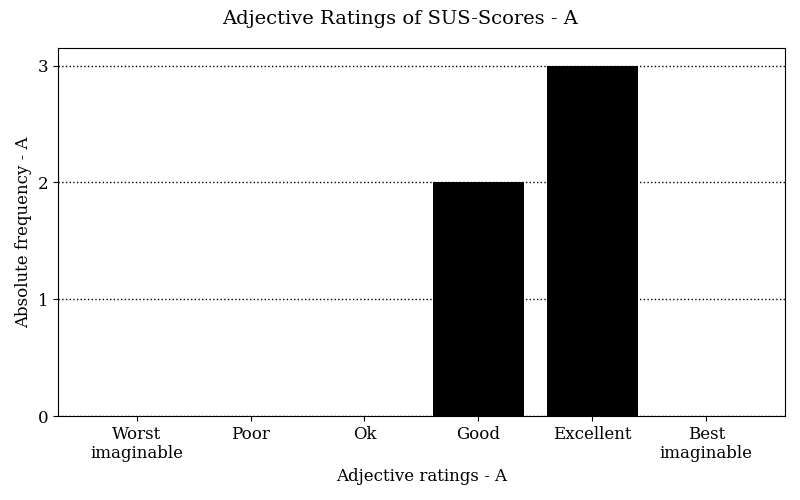 Adjective Ratings of SUS-Scores - A
Absolute frequency - A
3
2
1
0
Worst
imaginable
Poor
Ok
Good
Excellent
Best
imaginable
Adjective ratings - A